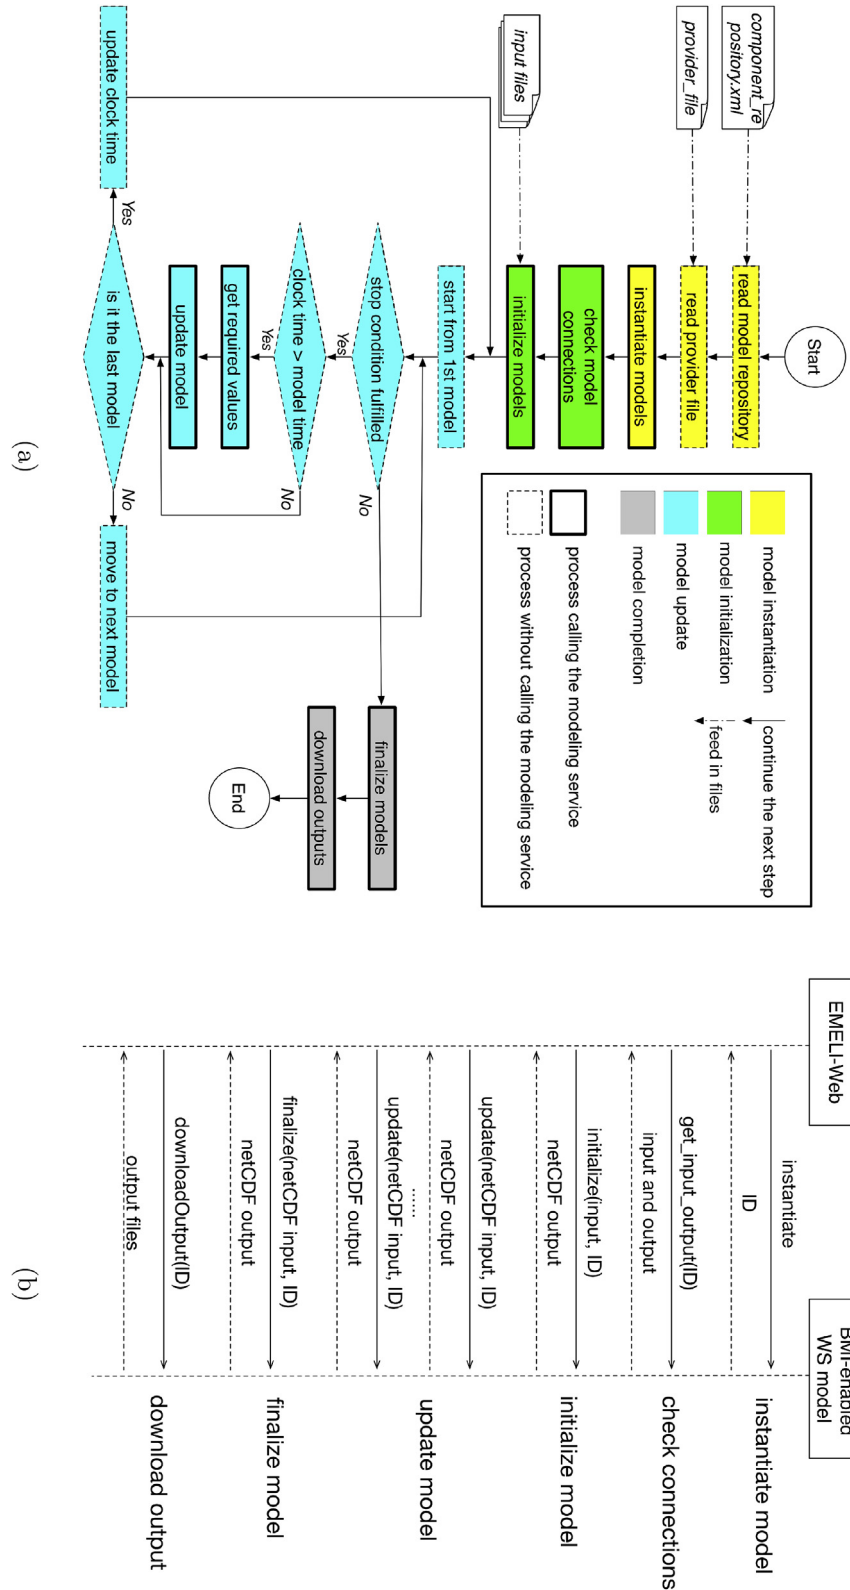 Start
read model repository
read provider file
instantiate models
check model
connections
initialize models
start from 1st model
stop condition fulfilled
Yes
No
clock time > model time
Yes
No
get required values
update model
is it the last model
Yes
No
update clock time
move to next model
component_re
pository.xml
provider_file
input files
finalize models
download outputs
End
model instantiation
model initialization
model update
model completion
continue the next step
feed in files
process calling the modeling service
process without calling the modeling service
(a)
EMELI-Web
BMI-enabled
WS model
instantiate
ID
instantiate model
get_input_output(ID)
input and output
check connections
initialize(input, ID)
netCDF output
initialize model
update(netCDF input, ID)
netCDF output
.......
update(netCDF input, ID)
netCDF output
update model
finalize(netCDF input, ID)
netCDF output
finalize model
downloadOutput(ID)
output files
download output
(b)